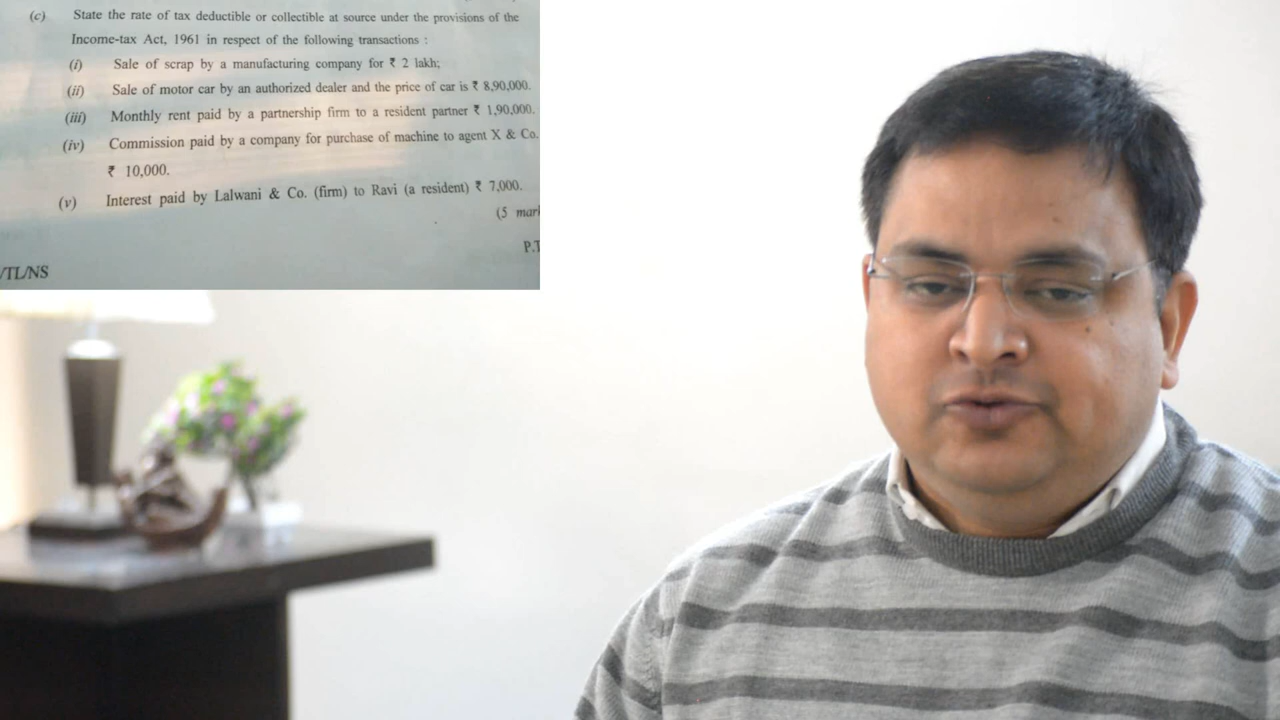 (c) State the rate of tax deductible or collectible at source under the provisions of the
Income-tax Act, 1961 in respect of the following transactions :
(i) Sale of scrap by a manufacturing company for ₹ 2 lakh;
(ii) Sale of motor car by an authorized dealer and the price of car is ₹ 8,90,000.
(iii) Monthly rent paid by a partnership firm to a resident partner ₹ 1,90,000.
(iv) Commission paid by a company for purchase of machine to agent X & Co.
₹ 10,000.
(v) Interest paid by Lalwani & Co. (firm) to Ravi (a resident) ₹ 7,000.
(5 mar
P.T
/TL/NS